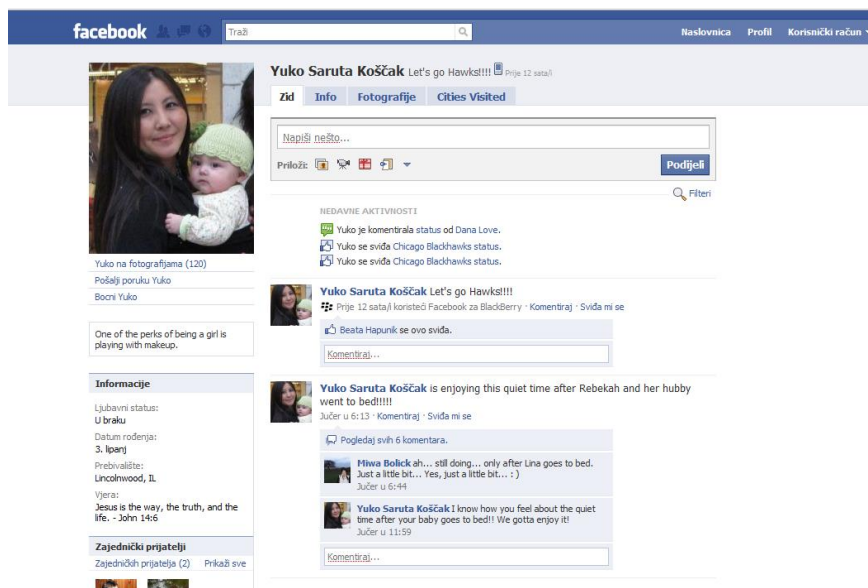 facebook
Traži
Naslovnica Profil Korisnički račun
Yuko Saruta Koščak Let's go Hawks!!!! Prije 12 sata/i
Zid Info Fotografije Cities Visited
Napiši nešto...
Priloži:
Podijeli
Filteri
NEDAVNE AKTIVNOSTI
Yuko je komentirala status od Dana Love.
Yuko se sviđa Chicago Blackhawks status.
Yuko se sviđa Chicago Blackhawks status.
Yuko Saruta Koščak Let's go Hawks!!!!
Prije 12 sata/i koristeći Facebook za BlackBerry · Komentiraj · Sviđa mi se
Beata Hapunik se ovo sviđa.
Komentiraj...
Yuko Saruta Koščak is enjoying this quiet time after Rebekah and her hubby
went to bed!!!!!
Jučer u 6:13 · Komentiraj · Sviđa mi se
Pogledaj svih 6 komentara.
Miwa Bolick ah... still doing... only after Lina goes to bed.
Just a little bit... Yes, just a little bit... : )
Jučer u 6:44
Yuko Saruta Koščak I know how you feel about the quiet
time after your baby goes to bed!! We gotta enjoy it!
Jučer u 11:59
Komentiraj...
Yuko na fotografijama (120)
Pošalji poruku Yuko
Bocni Yuko
One of the perks of being a girl is
playing with makeup.
Informacije
Ljubavni status:
U braku
Datum rođenja:
3. lipanj
Prebivalište:
Lincolnwood, IL
Vjera:
Jesus is the way, the truth, and the
life. - John 14:6
Zajednički prijatelji
Zajedničkih prijatelja (2) Prikaži sve